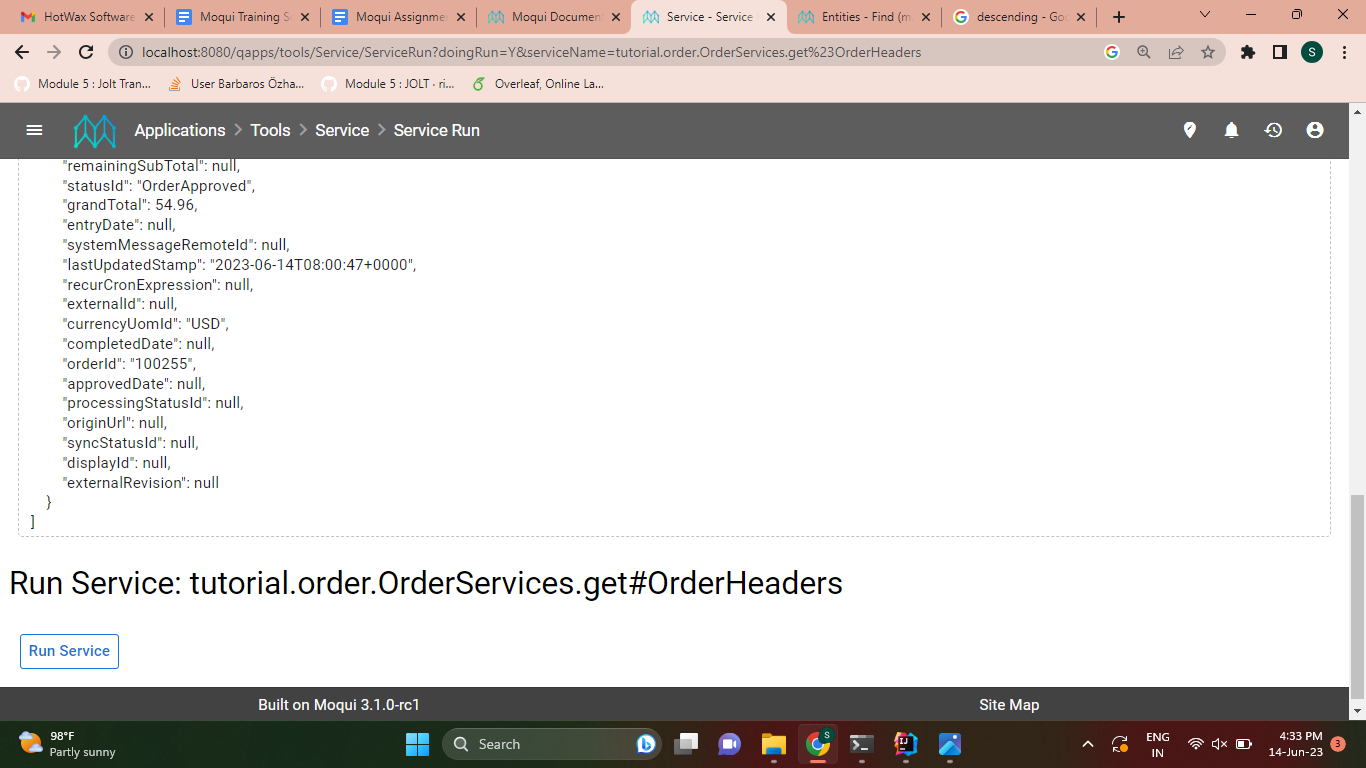 HotWax Software
Moqui Training S
Moqui Assignme
Moqui Document
Service - Service
Entities - Find (m
descending - Goo
localhost:8080/qapps/tools/Service/ServiceRun?doingRun=Y&serviceName=tutorial.order.OrderServices.get%23OrderHeaders
S
Module 5 : Jolt Tran...
User Barbaros Özha...
Module 5 : JOLT · ri...
Overleaf, Online La...
Applications > Tools > Service > Service Run
"remainingSubTotal": null,
"statusId": "OrderApproved",
"grandTotal": 54.96,
"entryDate": null,
"systemMessageRemoteId": null,
"lastUpdatedStamp": "2023-06-14T08:00:47+0000",
"recurCronExpression": null,
"externalId": null,
"currencyUomId": "USD",
"completedDate": null,
"orderId": "100255",
"approvedDate": null,
"processingStatusId": null,
"originUrl": null,
"syncStatusId": null,
"displayId": null,
"externalRevision": null
}
]
Run Service: tutorial.order.OrderServices.get#OrderHeaders
Run Service
Built on Moqui 3.1.0-rc1
Site Map
98°F
Partly sunny
Search
S
ENG
IN
4:33 PM
14-Jun-23
3